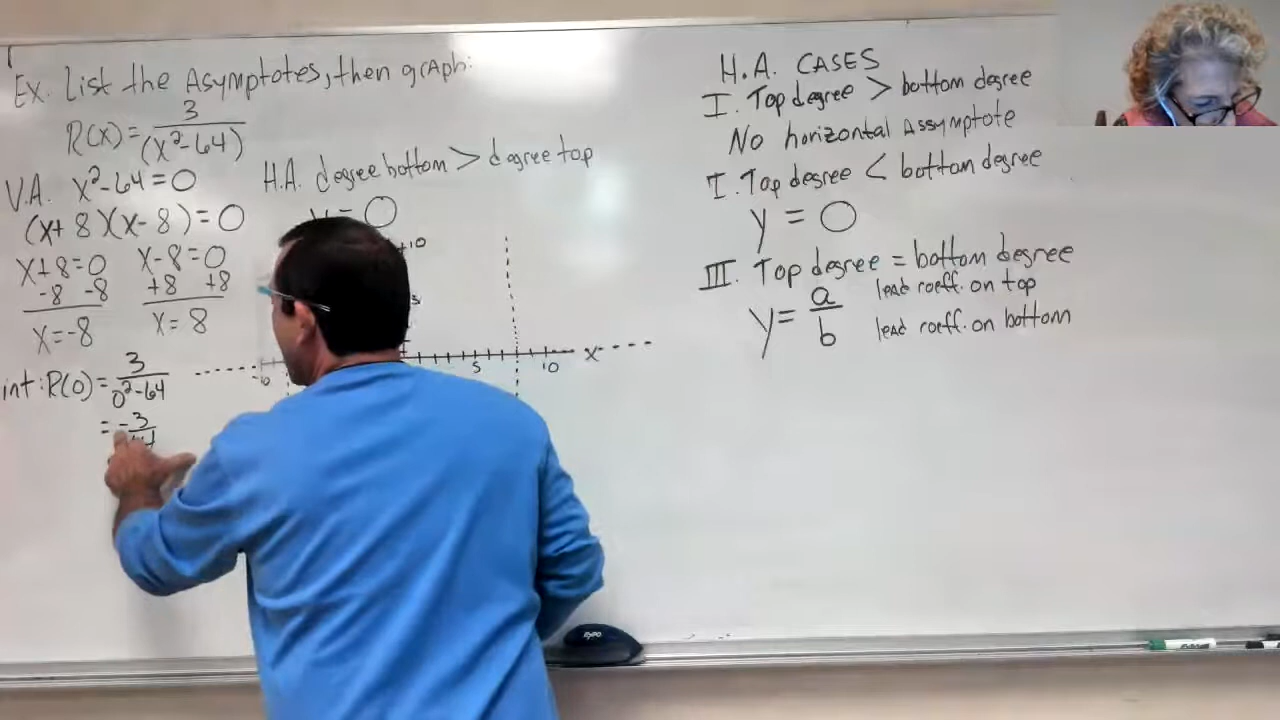 Ex. List the Asymptotes, then graph:
R(x) = 3/(x²-64)
V.A. x²-64=0
(x+8)(x-8)=0
x+8=0 x-8=0
-8 -8 +8 +8
x=-8 x=8
int: R(0) = 3/(0²-64)
= -3/
H.A. degree bottom > degree top
y=0
10
5
5
10
x
H.A. CASES
I. Top degree > bottom degree
No horizontal Assymptote
I. Top degree < bottom degree
y = 0
III. Top degree = bottom degree
y = a/b lead coeff. on top
lead coeff. on bottom
EXPO